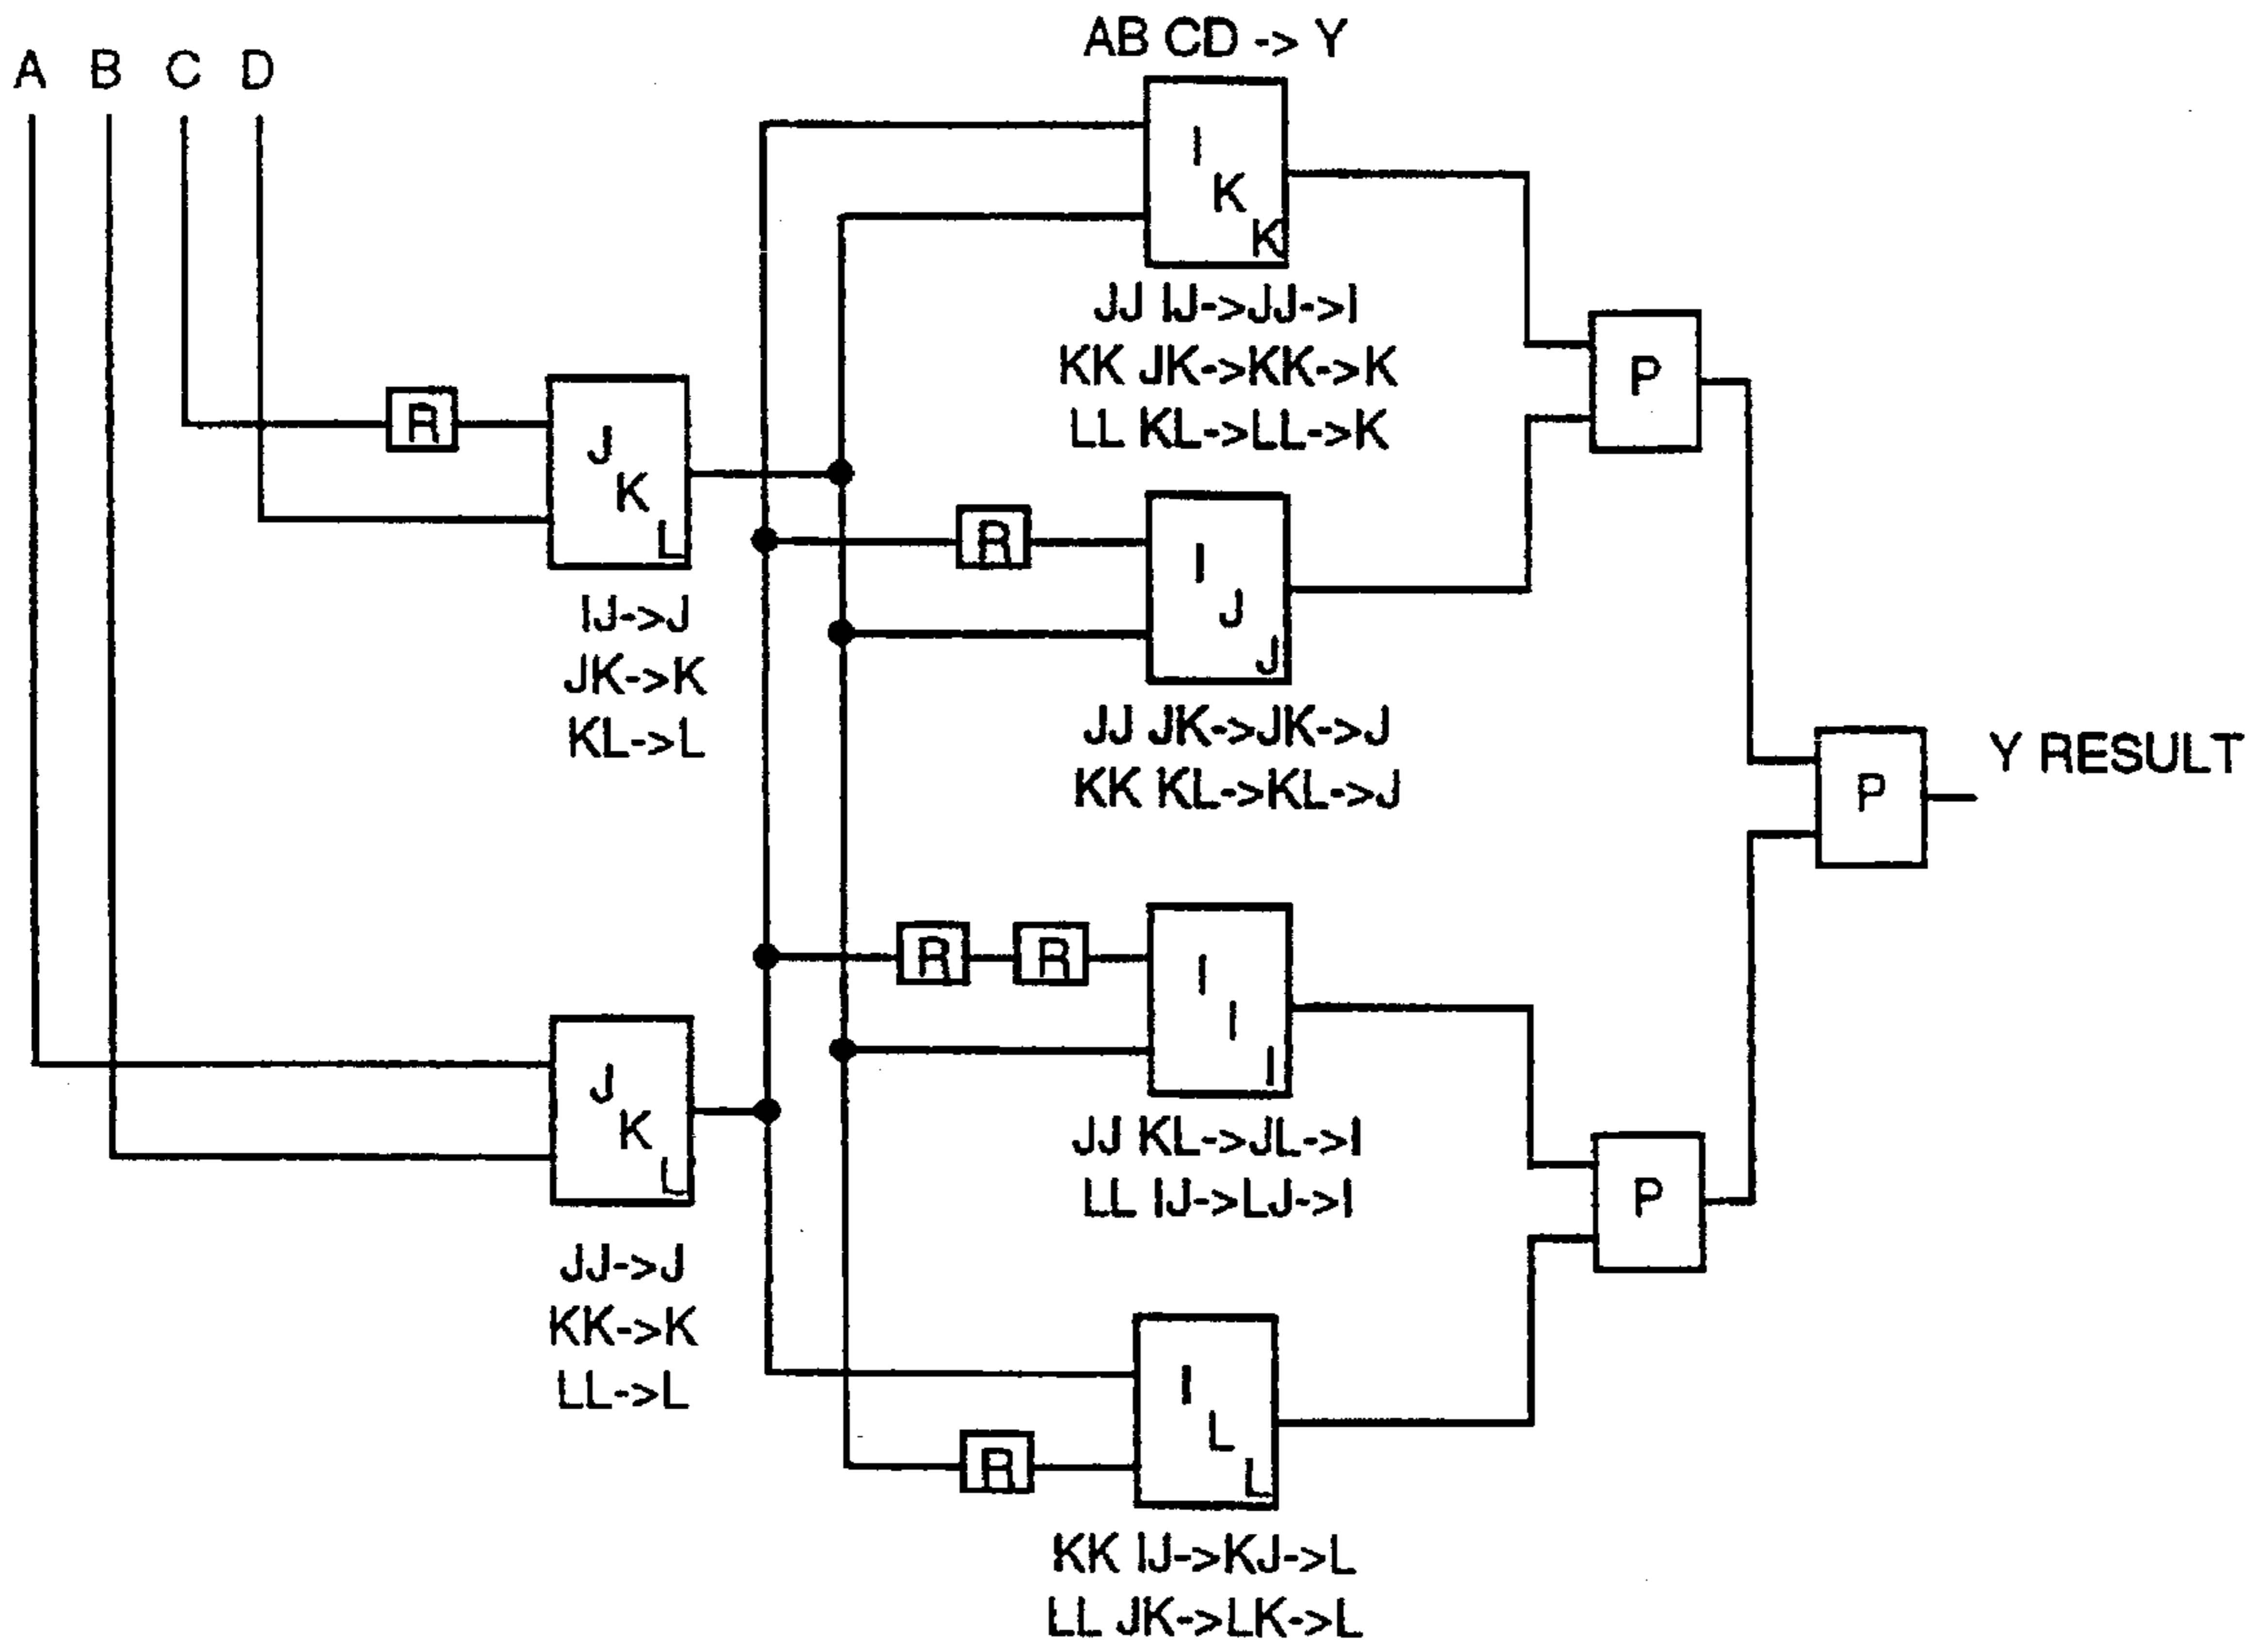 A B C D
AB CD -> Y
I
K
K
JJ IJ->JJ->I
KK JK->KK->K
LL KL->LL->K
P
R
J
K
L
IJ->J
JK->K
KL->L
R
I
J
J
JJ JK->JK->J
KK KL->KL->J
P
Y RESULT
R R
I
I
I
JJ KL->JL->I
LL IJ->LJ->I
J
K
L
JJ->J
KK->K
LL->L
P
I
L
L
R
KK IJ->KJ->L
LL JK->LK->L